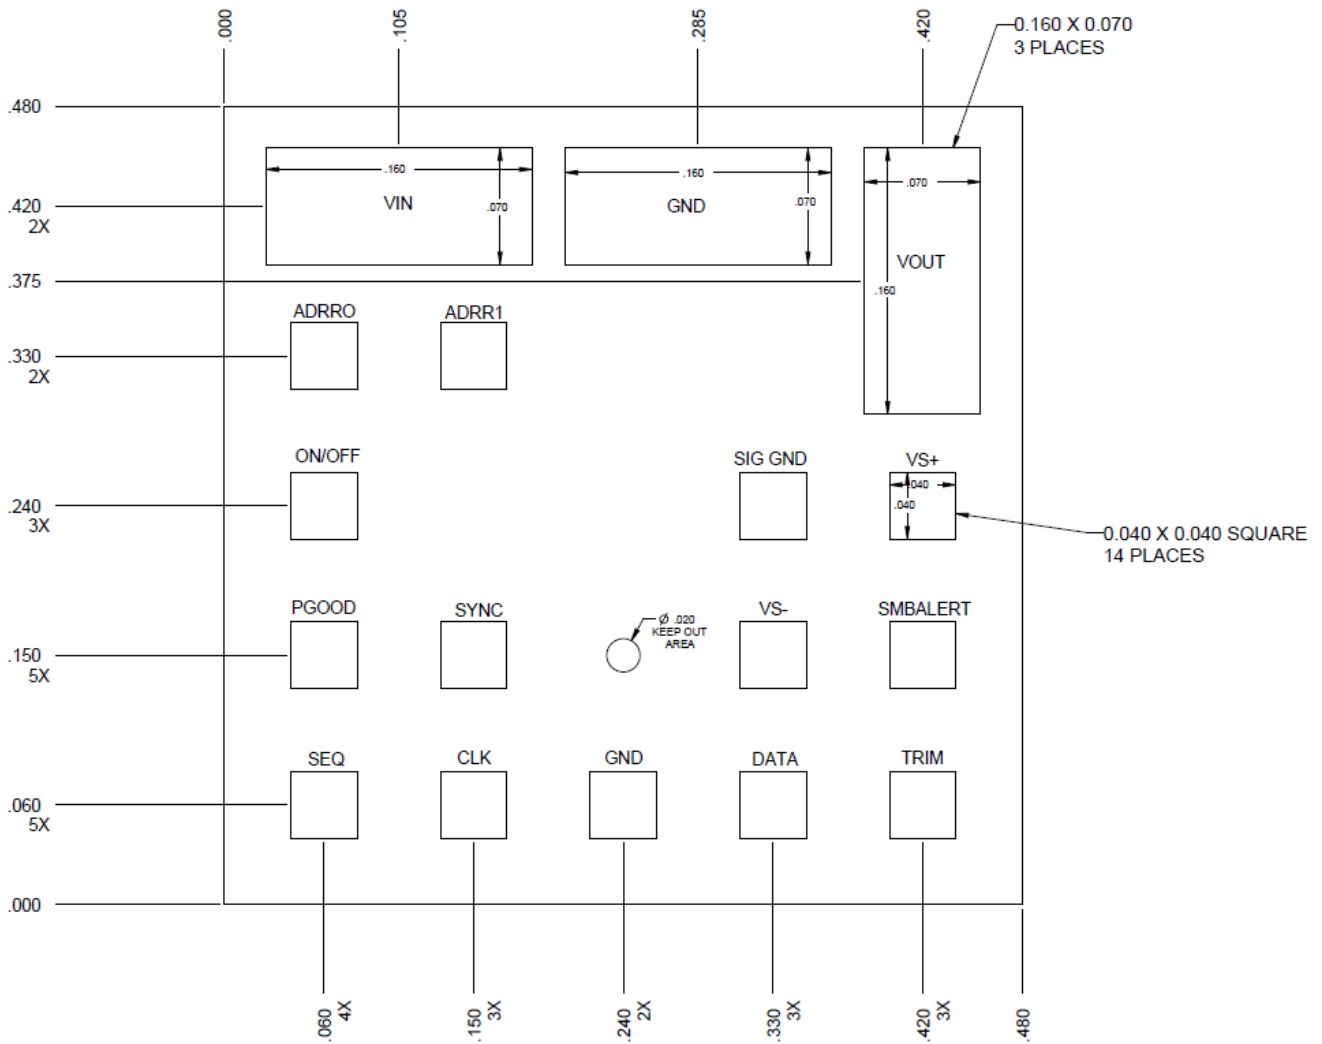 .000
.105
.285
.420
0.160 X 0.070
3 PLACES
.480
.160
.070
VIN
.160
.070
GND
.070
.160
VOUT
.420
2X
.375
ADRRO
ADRR1
.330
2X
ON/OFF
SIG GND
VS+
.040
.040
.240
3X
0.040 X 0.040 SQUARE
14 PLACES
PGOOD
SYNC
Ø .020
KEEP OUT
AREA
VS-
SMBALERT
.150
5X
SEQ
CLK
GND
DATA
TRIM
.060
5X
.000
.060 4X
.150 3X
.240 2X
.330 3X
.420 3X
.480